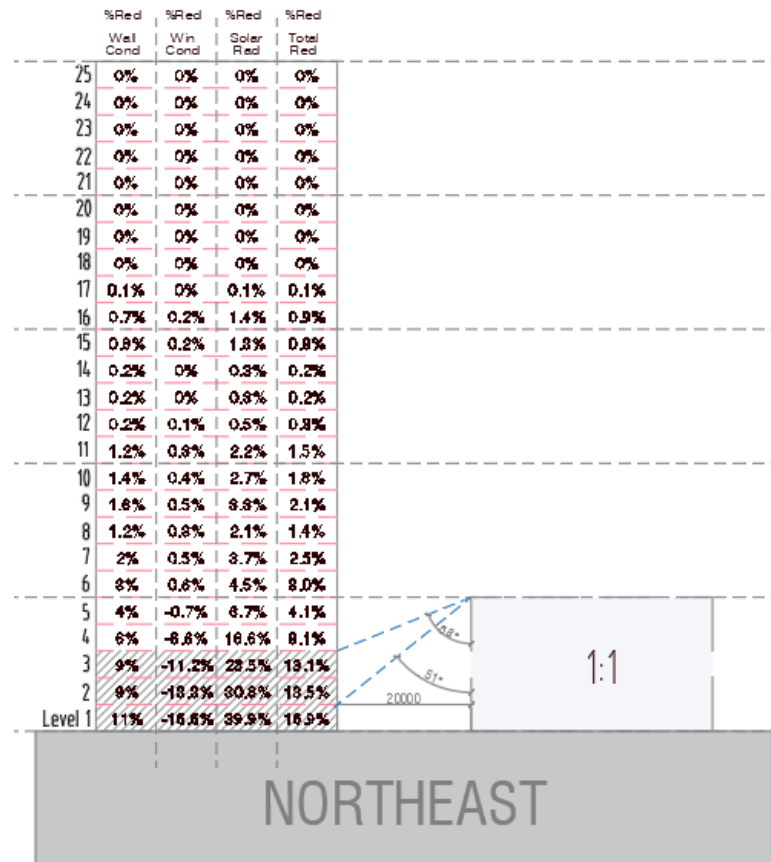 %Red %Red %Red %Red
Wall Win Solar Total
Cond Cond Rad Red
25 0% 0% 0% 0%
24 0% 0% 0% 0%
23 0% 0% 0% 0%
22 0% 0% 0% 0%
21 0% 0% 0% 0%
20 0% 0% 0% 0%
19 0% 0% 0% 0%
18 0% 0% 0% 0%
17 0.1% 0% 0.1% 0.1%
16 0.7% 0.2% 1.4% 0.9%
15 0.2% 1.3%
14 0.2% 0% 0.3% 0.2%
13 0.2% 0% 0.3% 0.2%
12 0.2% 0.1% 0.5% 0.3%
11 1.2% 0.3% 2.2% 1.5%
10 1.4% 0.4% 2.7% 1.8%
9 1.6% 0.5% 3.3% 2.1%
8 1.2% 0.3% 2.1% 1.4%
7 2% 0.5% 3.7% 2.5%
6 3% 0.6% 4.5% 3.0%
5 4% -0.7% 6.7% 4.1%
4 6% -6.6% 16.6%
3 9% -11.2% 23.5% 13.1%
2 9% -13.3% 30.8% 13.5%
Level 1 11% -16.6% 39.9% 16.9%
51°
20000
1:1
NORTHEAST